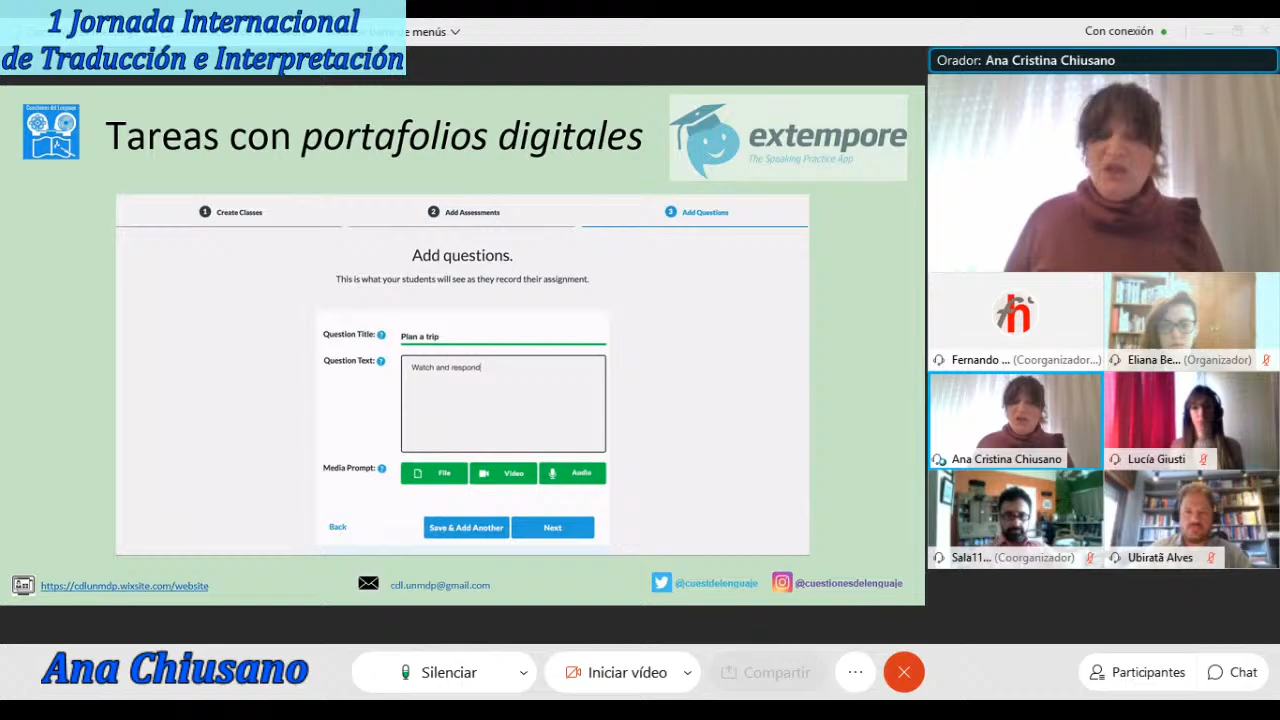 1 Jornada Internacional
de Traducción e Interpretación
menús
Con conexión
Orador: Ana Cristina Chiusano
Cuestiones del Lenguaje
Tareas con portafolios digitales
extempore
The Speaking Practice App
1 Create Classes
2 Add Assessments
3 Add Questions
Add questions.
This is what your students will see as they record their assignment.
Question Title: ? Plan a trip
Question Text: ? Watch and respond
Media Prompt: ? File Video Audio
Back Save & Add Another Next
https://cdlunmdp.wixsite.com/website
cdl.unmdp@gmail.com
@cuestdelenguaje
@cuestionesdelenguaje
fh
Fernando ... (Coorganizador...)
Eliana Be... (Organizador)
Ana Cristina Chiusano
Lucía Giusti
Sala11... (Coorganizador)
Ubiratã Alves
Ana Chiusano
Silenciar
Iniciar vídeo
Compartir
...
Participantes
Chat